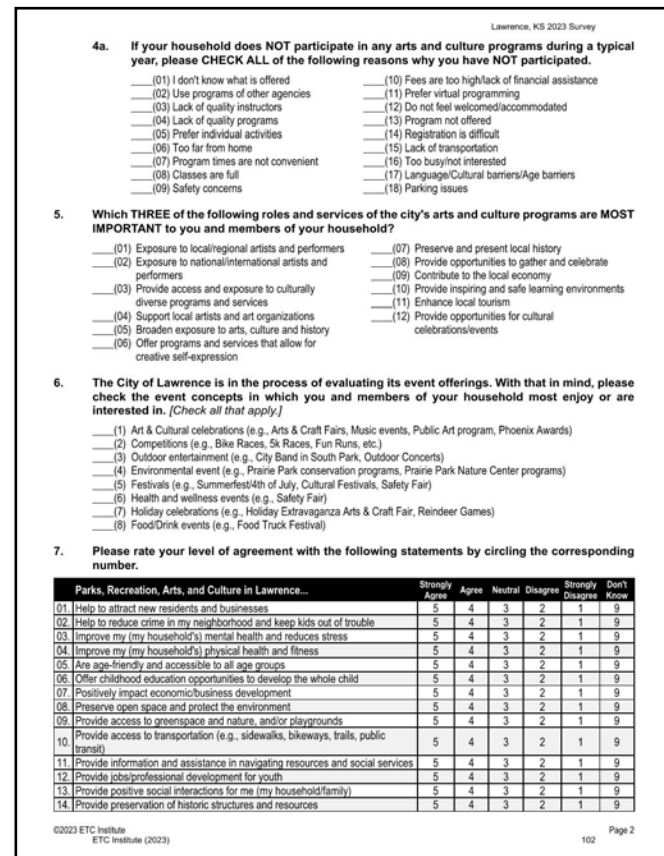 Lawrence, KS 2023 Survey
4a. If your household does NOT participate in any arts and culture programs during a typical
year, please CHECK ALL of the following reasons why you have NOT participated.
____(01) I don't know what is offered
____(02) Use programs of other agencies
____(03) Lack of quality instructors
____(04) Lack of quality programs
____(05) Prefer individual activities
____(06) Too far from home
____(07) Program times are not convenient
____(08) Classes are full
____(09) Safety concerns
____(10) Fees are too high/lack of financial assistance
____(11) Prefer virtual programming
____(12) Do not feel welcomed/accommodated
____(13) Program not offered
____(14) Registration is difficult
____(15) Lack of transportation
____(16) Too busy/not interested
____(17) Language/Cultural barriers/Age barriers
____(18) Parking issues
5. Which THREE of the following roles and services of the city's arts and culture programs are MOST
IMPORTANT to you and members of your household?
____(01) Exposure to local/regional artists and performers
____(02) Exposure to national/international artists and
performers
____(03) Provide access and exposure to culturally
diverse programs and services
____(04) Support local artists and art organizations
____(05) Broaden exposure to arts, culture and history
____(06) Offer programs and services that allow for
creative self-expression
____(07) Preserve and present local history
____(08) Provide opportunities to gather and celebrate
____(09) Contribute to the local economy
____(10) Provide inspiring and safe learning environments
____(11) Enhance local tourism
____(12) Provide opportunities for cultural
celebrations/events
6. The City of Lawrence is in the process of evaluating its event offerings. With that in mind, please
check the event concepts in which you and members of your household most enjoy or are
interested in. [Check all that apply.]
____(1) Art & Cultural celebrations (e.g., Arts & Craft Fairs, Music events, Public Art program, Phoenix Awards)
____(2) Competitions (e.g., Bike Races, 5k Races, Fun Runs, etc.)
____(3) Outdoor entertainment (e.g., City Band in South Park, Outdoor Concerts)
____(4) Environmental event (e.g., Prairie Park conservation programs, Prairie Park Nature Center programs)
____(5) Festivals (e.g., Summerfest/4th of July, Cultural Festivals, Safety Fair)
____(6) Health and wellness events (e.g., Safety Fair)
____(7) Holiday celebrations (e.g., Holiday Extravaganza Arts & Craft Fair, Reindeer Games)
____(8) Food/Drink events (e.g., Food Truck Festival)
7. Please rate your level of agreement with the following statements by circling the corresponding
number.
Parks, Recreation, Arts, and Culture in Lawrence... Strongly Agree Agree Neutral Disagree Strongly Disagree Don't Know
01. Help to attract new residents and businesses 5 4 3 2 1 9
02. Help to reduce crime in my neighborhood and keep kids out of trouble 5 4 3 2 1 9
03. Improve my (my household's) mental health and reduces stress 5 4 3 2 1 9
04. Improve my (my household's) physical health and fitness 5 4 3 2 1 9
05. Are age-friendly and accessible to all age groups 5 4 3 2 1 9
06. Offer childhood education opportunities to develop the whole child 5 4 3 2 1 9
07. Positively impact economic/business development 5 4 3 2 1 9
08. Preserve open space and protect the environment 5 4 3 2 1 9
09. Provide access to greenspace and nature, and/or playgrounds 5 4 3 2 1 9
10. Provide access to transportation (e.g., sidewalks, bikeways, trails, public
transit) 5 4 3 2 1 9
11. Provide information and assistance in navigating resources and social services 5 4 3 2 1 9
12. Provide jobs/professional development for youth 5 4 3 2 1 9
13. Provide positive social interactions for me (my household/family) 5 4 3 2 1 9
14. Provide preservation of historic structures and resources 5 4 3 2 1 9
©2023 ETC Institute Page 2
ETC Institute (2023) 102